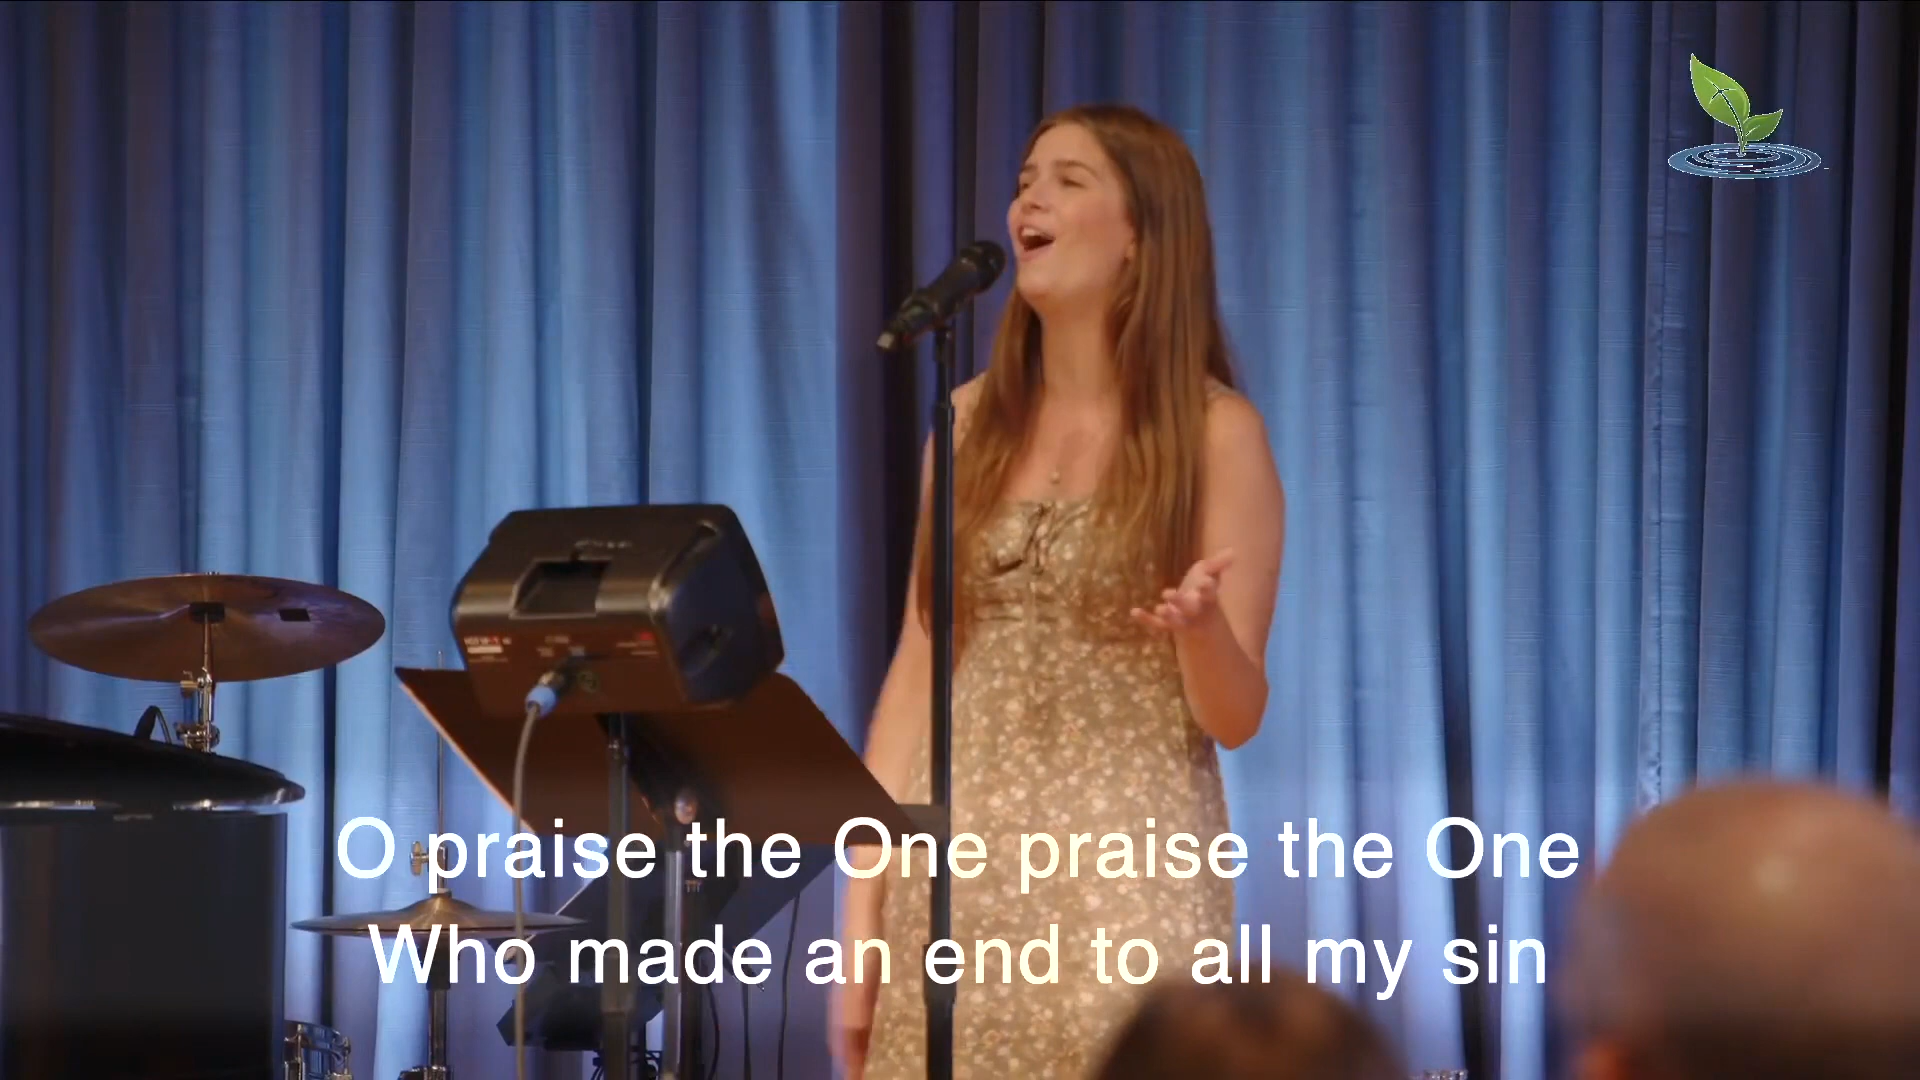 O praise the One praise the One
Who made an end to all my sin